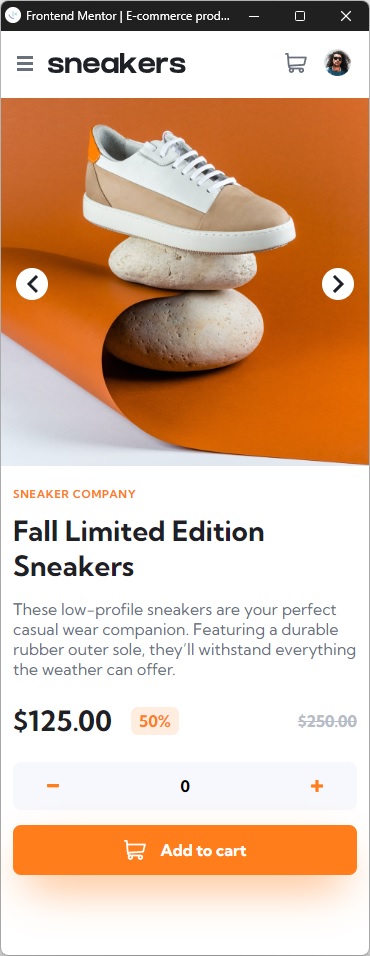 Frontend Mentor | E-commerce prod...
sneakers
SNEAKER COMPANY
Fall Limited Edition
Sneakers
These low-profile sneakers are your perfect
casual wear companion. Featuring a durable
rubber outer sole, they’ll withstand everything
the weather can offer.
$125.00 50% $250.00
0
Add to cart